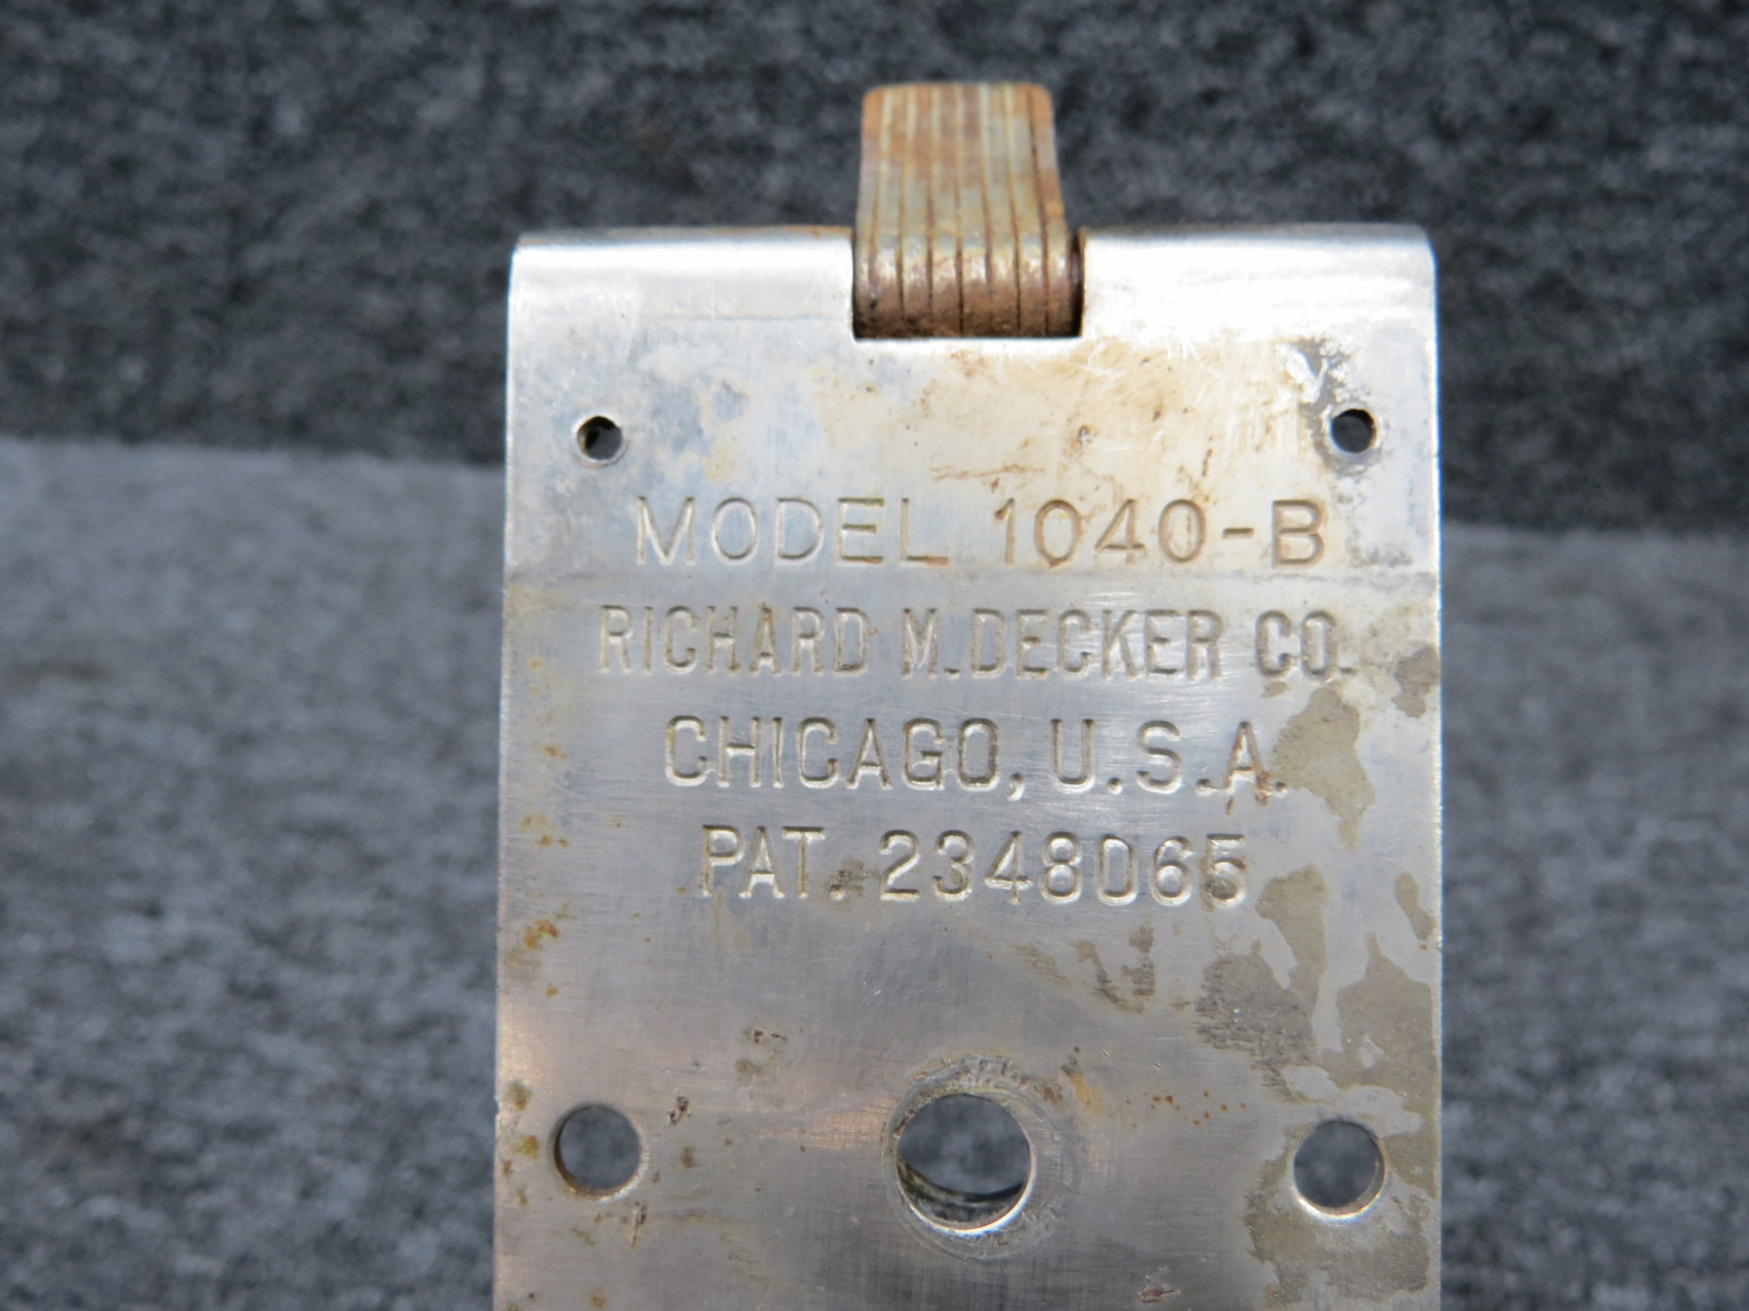 MODEL 1040-B
RICHARD M. DECKER CO.
CHICAGO, U.S.A.
PAT. 2348065